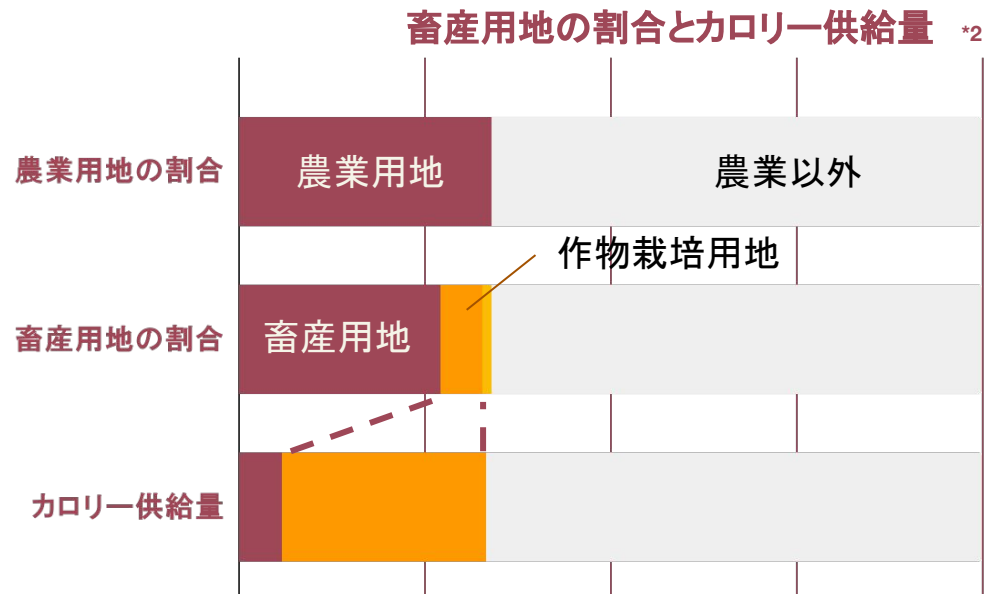 畜産用地の割合とカロリー供給量 *2
農業用地の割合
農業用地
農業以外
作物栽培用地
畜産用地の割合
畜産用地
カロリー供給量